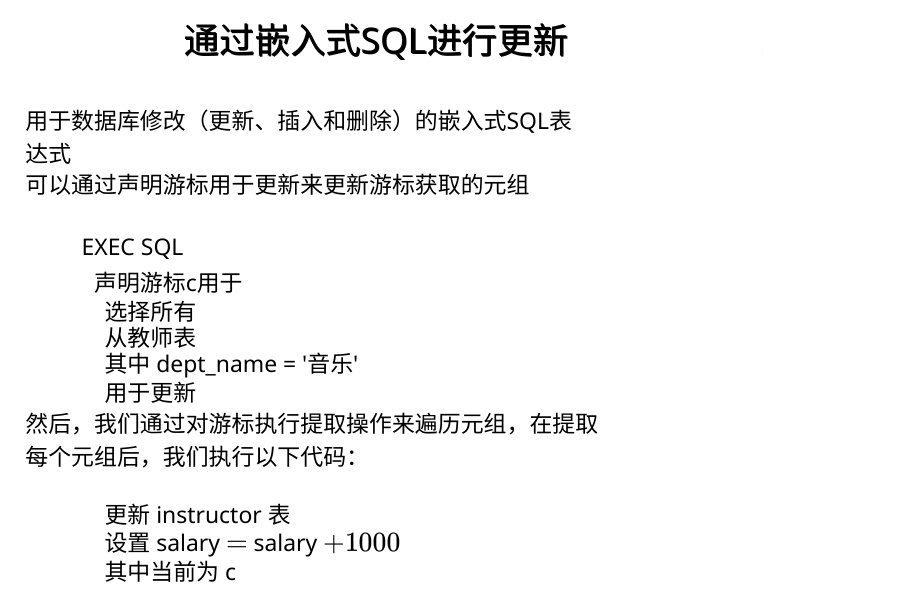 通过嵌入式SQL进行更新
用于数据库修改（更新、插入和删除）的嵌入式SQL表
达式
可以通过声明游标用于更新来更新游标获取的元组
EXEC SQL
声明游标c用于
选择所有
从教师表
其中 dept_name = '音乐'
用于更新
然后，我们通过对游标执行提取操作来遍历元组，在提取
每个元组后，我们执行以下代码：
更新 instructor 表
设置 salary = salary +1000
其中当前为 c